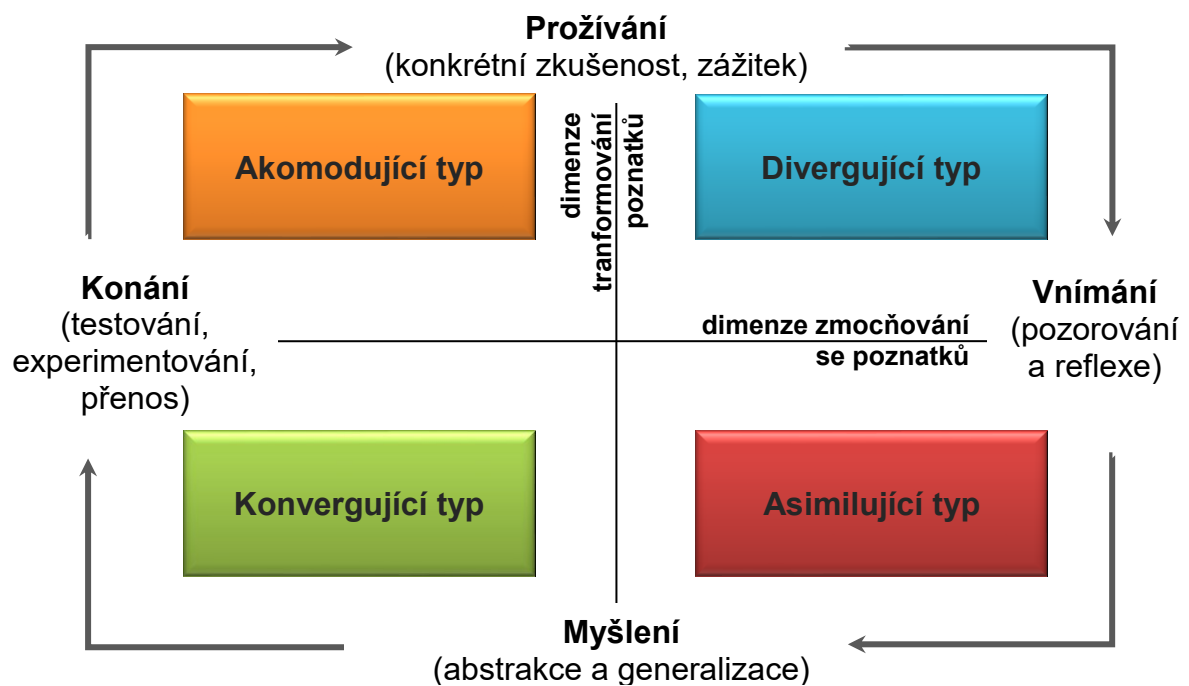 Prožívání
(konkrétní zkušenost, zážitek)
Akomodující typ
dimenze
tranformování
poznatků
Divergující typ
Konání
(testování,
experimentování,
přenos)
dimenze zmocňování
se poznatků
Vnímání
(pozorování
a reflexe)
Konvergující typ
Asimilující typ
Myšlení
(abstrakce a generalizace)